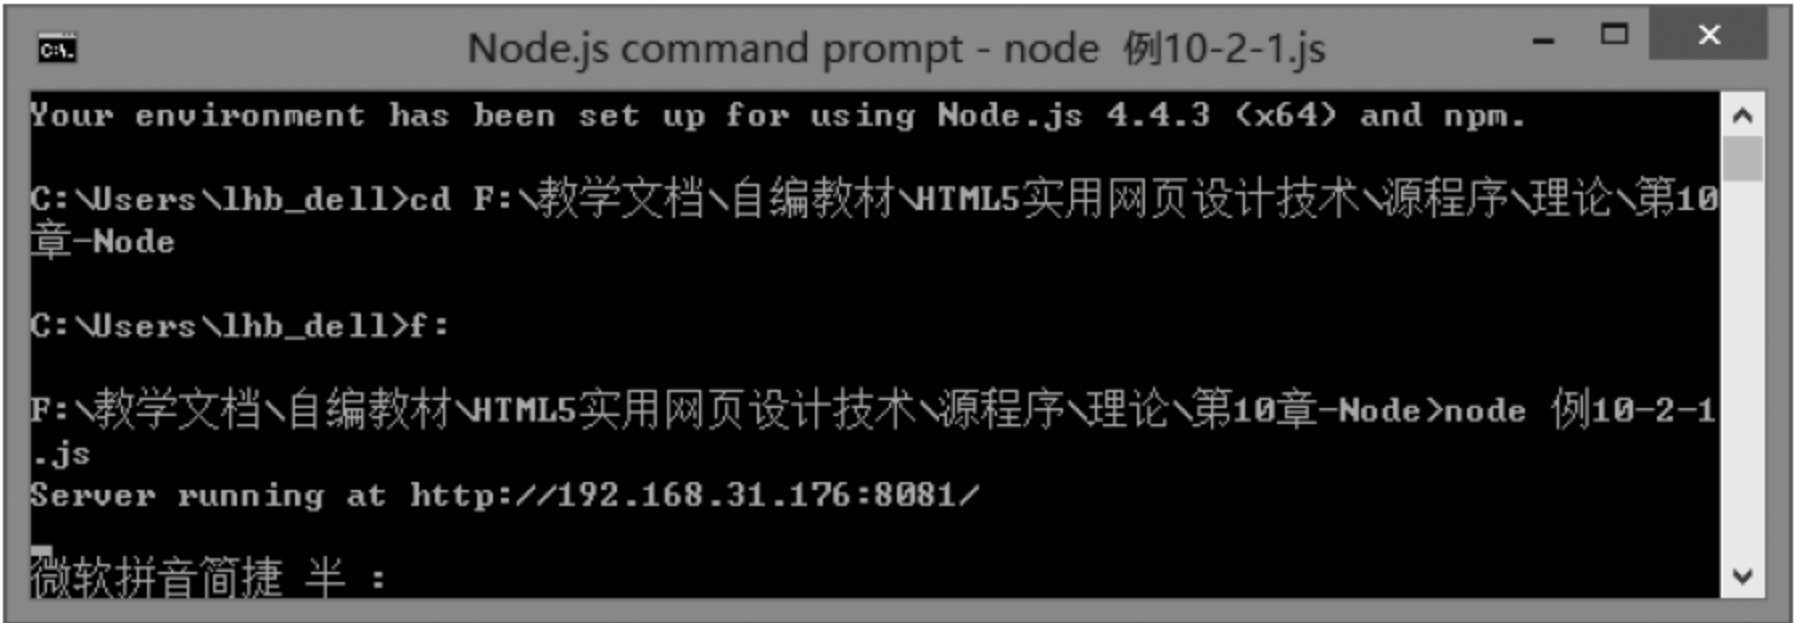 C:\.
Node.js command prompt - node 例10-2-1.js
Your environment has been set up for using Node.js 4.4.3 (x64) and npm.
C:\Users\lhb_dell>cd F:\教学文档\自编教材\HTML5实用网页设计技术\源程序\理论\第10
章-Node
C:\Users\lhb_dell>f:
F:\教学文档\自编教材\HTML5实用网页设计技术\源程序\理论\第10章-Node>node 例10-2-1
.js
Server running at http://192.168.31.176:8081/
微软拼音简捷 半 :